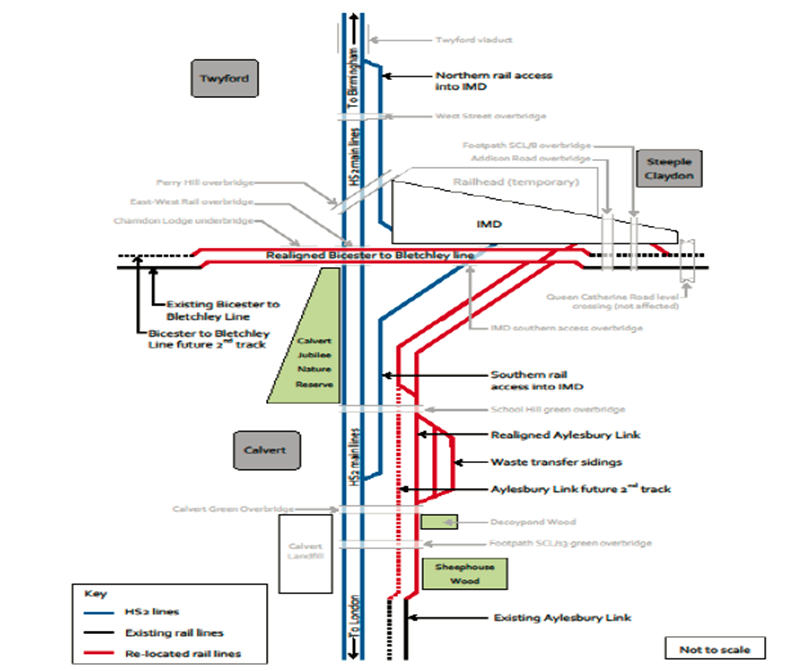 Twyford viaduct
Twyford
To Birmingham
Northern rail access
into IMD
West Street overbridge
HS2 main lines
Footpath SCL/8 overbridge
Addison Road overbridge
Steeple
Claydon
Perry Hill overbridge
Railhead (temporary)
East-West Rail overbridge
Charndon Lodge underbridge
IMD
Realigned Bicester to Bletchley line
Existing Bicester to
Bletchley Line
Bicester to Bletchley
Line future 2nd track
Queen Catherine Road level
crossing (not affected)
IMD southern access overbridge
Calvert
Jubilee
Nature
Reserve
Southern rail
access into IMD
School Hill green overbridge
Realigned Aylesbury Link
Calvert
HS2 main lines
Waste transfer sidings
Aylesbury Link future 2nd track
Calvert Green Overbridge
Decoypond Wood
Calvert
Landfill
Footpath SCL/13 green overbridge
Sheephouse
Wood
To London
Existing Aylesbury Link
Key
HS2 lines
Existing rail lines
Re-located rail lines
Not to scale